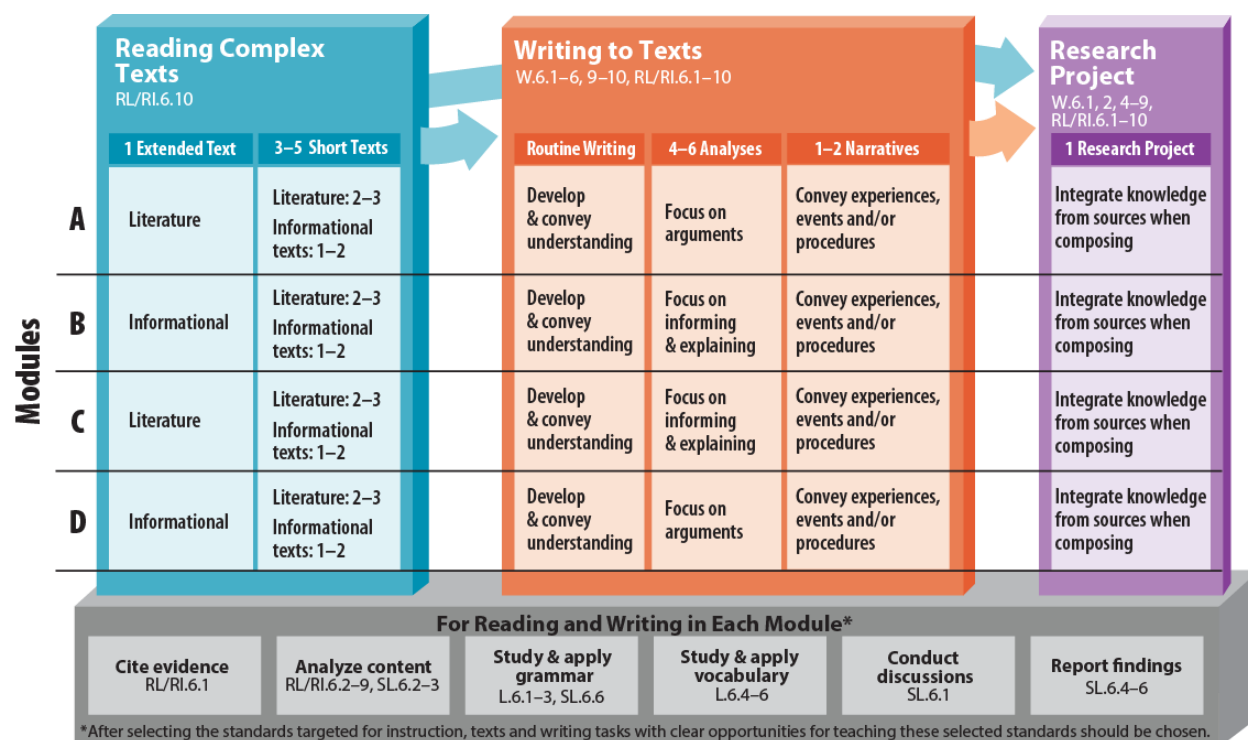 Reading Complex
Texts
RL/RI.6.10
Writing to Texts
W.6.1–6, 9–10, RL/RI.6.1–10
Research
Project
W.6.1, 2, 4–9,
RL/RI.6.1–10
1 Extended Text
3–5 Short Texts
Routine Writing
4–6 Analyses
1–2 Narratives
1 Research Project
Modules
A
Literature
Literature: 2–3
Informational
texts: 1–2
Develop
& convey
understanding
Focus on
arguments
Convey experiences,
events and/or
procedures
Integrate knowledge
from sources when
composing
B
Informational
Literature: 2–3
Informational
texts: 1–2
Develop
& convey
understanding
Focus on
informing
& explaining
Convey experiences,
events and/or
procedures
Integrate knowledge
from sources when
composing
C
Literature
Literature: 2–3
Informational
texts: 1–2
Develop
& convey
understanding
Focus on
informing
& explaining
Convey experiences,
events and/or
procedures
Integrate knowledge
from sources when
composing
D
Informational
Literature: 2–3
Informational
texts: 1–2
Develop
& convey
understanding
Focus on
arguments
Convey experiences,
events and/or
procedures
Integrate knowledge
from sources when
composing
For Reading and Writing in Each Module*
Cite evidence
RL/RI.6.1
Analyze content
RL/RI.6.2–9, SL.6.2–3
Study & apply
grammar
L.6.1–3, SL.6.6
Study & apply
vocabulary
L.6.4–6
Conduct
discussions
SL.6.1
Report findings
SL.6.4–6
*After selecting the standards targeted for instruction, texts and writing tasks with clear opportunities for teaching these selected standards should be chosen.